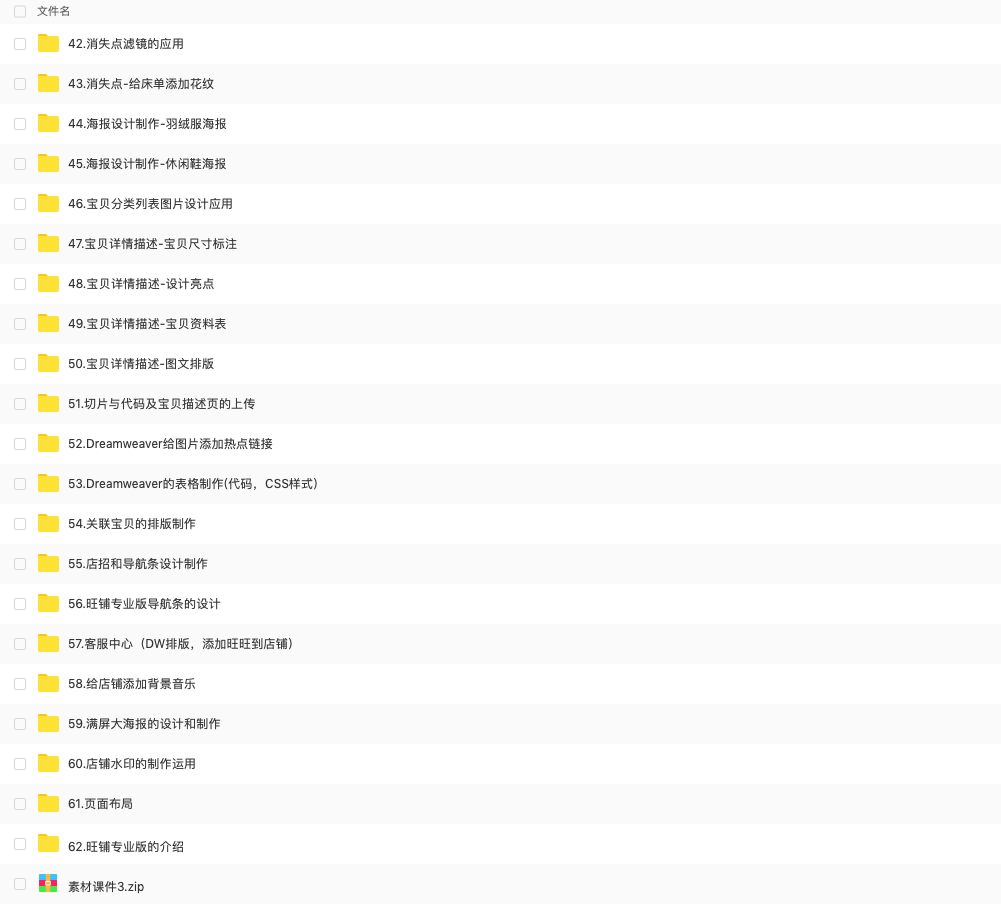 文件名
42.消失点滤镜的应用
43.消失点-给床单添加花纹
44.海报设计制作-羽绒服海报
45.海报设计制作-休闲鞋海报
46.宝贝分类列表图片设计应用
47.宝贝详情描述-宝贝尺寸标注
48.宝贝详情描述-设计亮点
49.宝贝详情描述-宝贝资料表
50.宝贝详情描述-图文排版
51.切片与代码及宝贝描述页的上传
52.Dreamweaver给图片添加热点链接
53.Dreamweaver的表格制作(代码，CSS样式）
54.关联宝贝的排版制作
55.店招和导航条设计制作
56.旺铺专业版导航条的设计
57.客服中心（DW排版，添加旺旺到店铺）
58.给店铺添加背景音乐
59.满屏大海报的设计和制作
60.店铺水印的制作运用
61.页面布局
62.旺铺专业版的介绍
素材课件3.zip